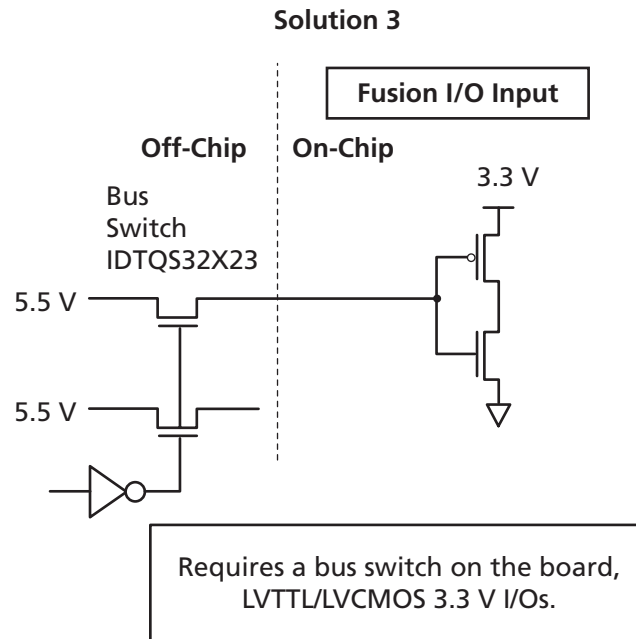 Solution 3
Fusion I/O Input
Off-Chip
On-Chip
3.3 V
Bus
Switch
IDTQS32X23
5.5 V
5.5 V
Requires a bus switch on the board,
LVTTL/LVCMOS 3.3 V I/Os.